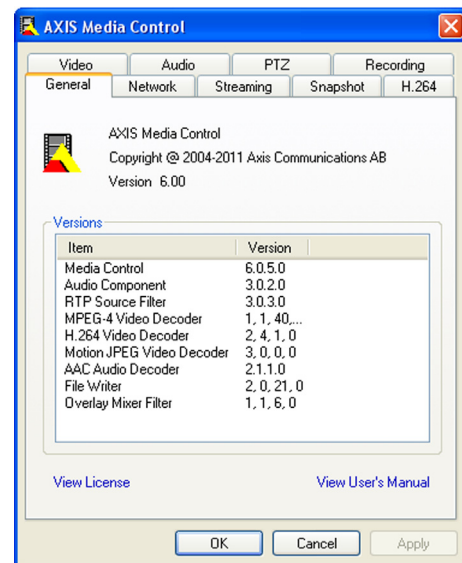 AXIS Media Control
Video Audio PTZ Recording
General Network Streaming Snapshot H.264
AXIS Media Control
Copyright @ 2004-2011 Axis Communications AB
Version 6.00
Versions
Item Version
Media Control 6.0.5.0
Audio Component 3.0.2.0
RTP Source Filter 3.0.3.0
MPEG-4 Video Decoder 1, 1, 40,...
H.264 Video Decoder 2, 4, 1, 0
Motion JPEG Video Decoder 3, 0, 0, 0
AAC Audio Decoder 2.1.1.0
File Writer 2, 0, 21, 0
Overlay Mixer Filter 1, 1, 6, 0
View License View User's Manual
OK Cancel Apply